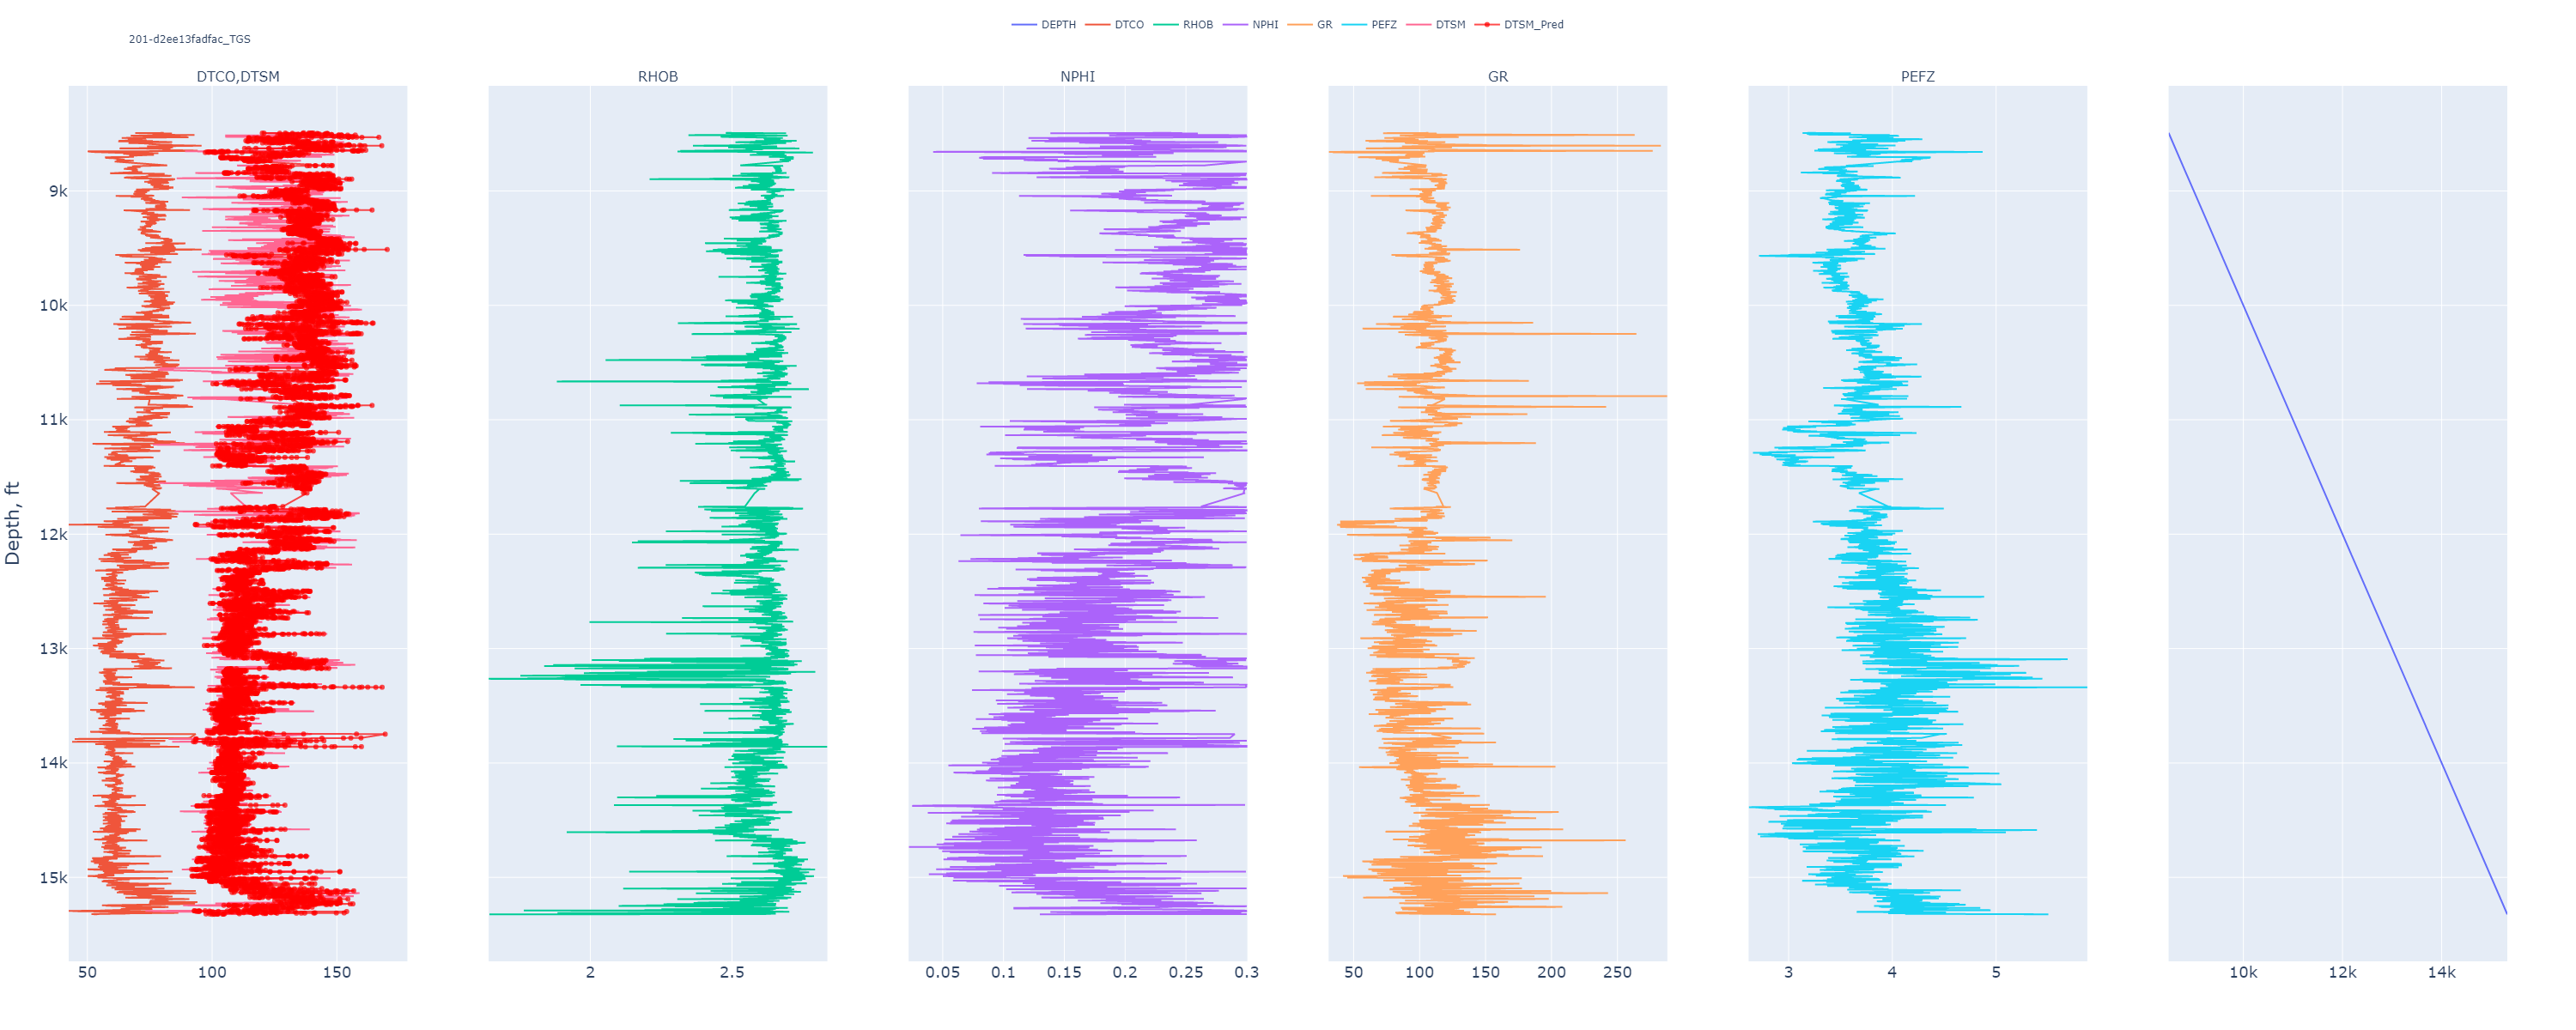 DEPTH DTCO RHOB NPHI GR PEFZ DTSM DTSM_Pred
201-d2ee13fadfac_TGS
DTCO,DTSM RHOB NPHI GR PEFZ
9k
10k
11k
Depth, ft
12k
13k
14k
15k
50 100 150 2 2.5 0.05 0.1 0.15 0.2 0.25 0.3 50 100 150 200 250 3 4 5 10k 12k 14k